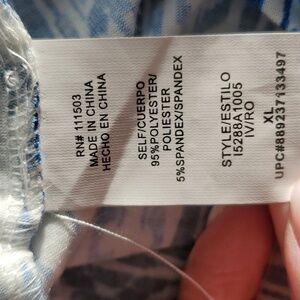 RN# 111503
MADE IN CHINA
HECHO EN CHINA
SELF/CUERPO
95%POLYESTER/
POLIESTER
5%SPANDEX/SPANDEX
STYLE/ESTILO
I5288A1005
IV/RO
XL
UPC#889237133497